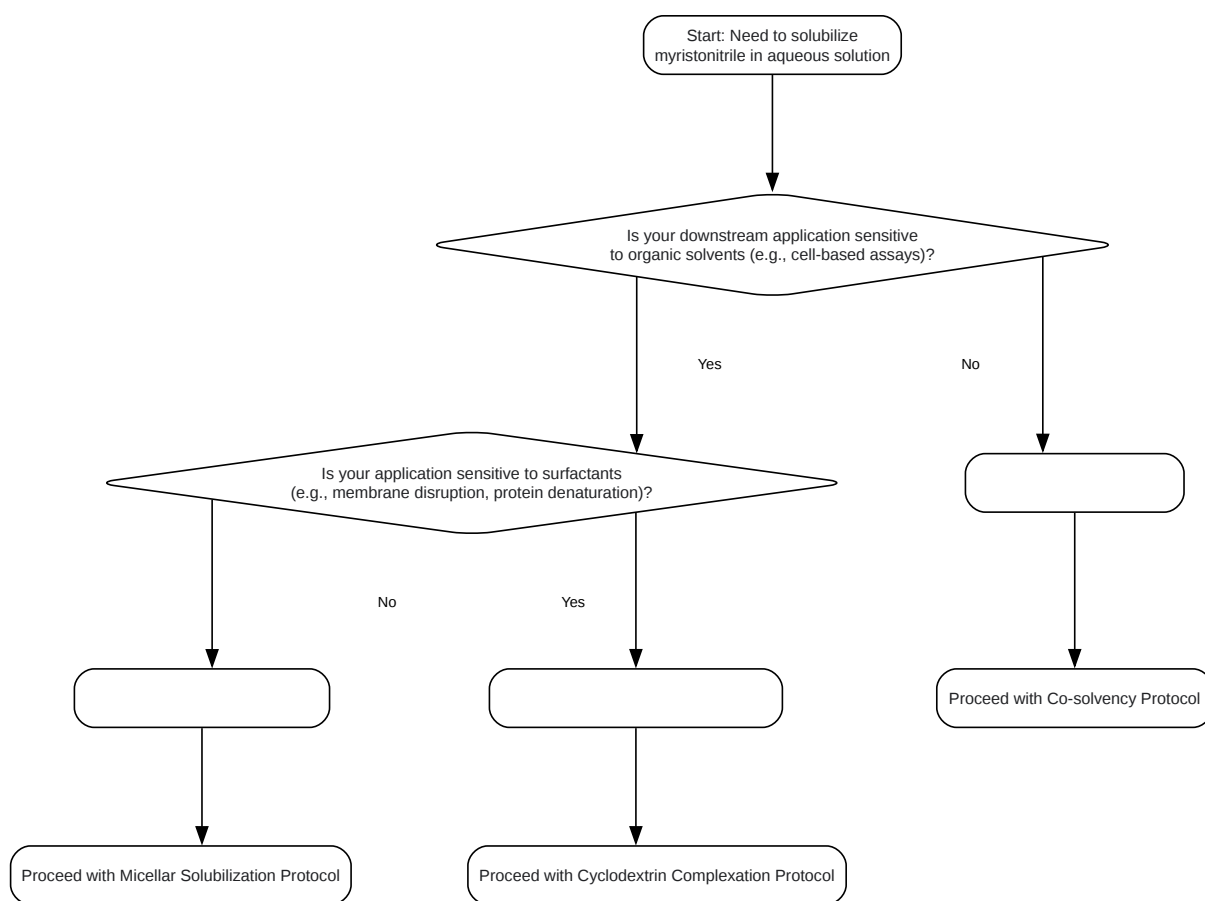 Start: Need to solubilize
myristonitrile in aqueous solution
Is your downstream application sensitive
to organic solvents (e.g., cell-based assays)?
Yes
No
Is your application sensitive to surfactants
(e.g., membrane disruption, protein denaturation)?
No
Yes
Proceed with Co-solvency Protocol
Proceed with Micellar Solubilization Protocol
Proceed with Cyclodextrin Complexation Protocol